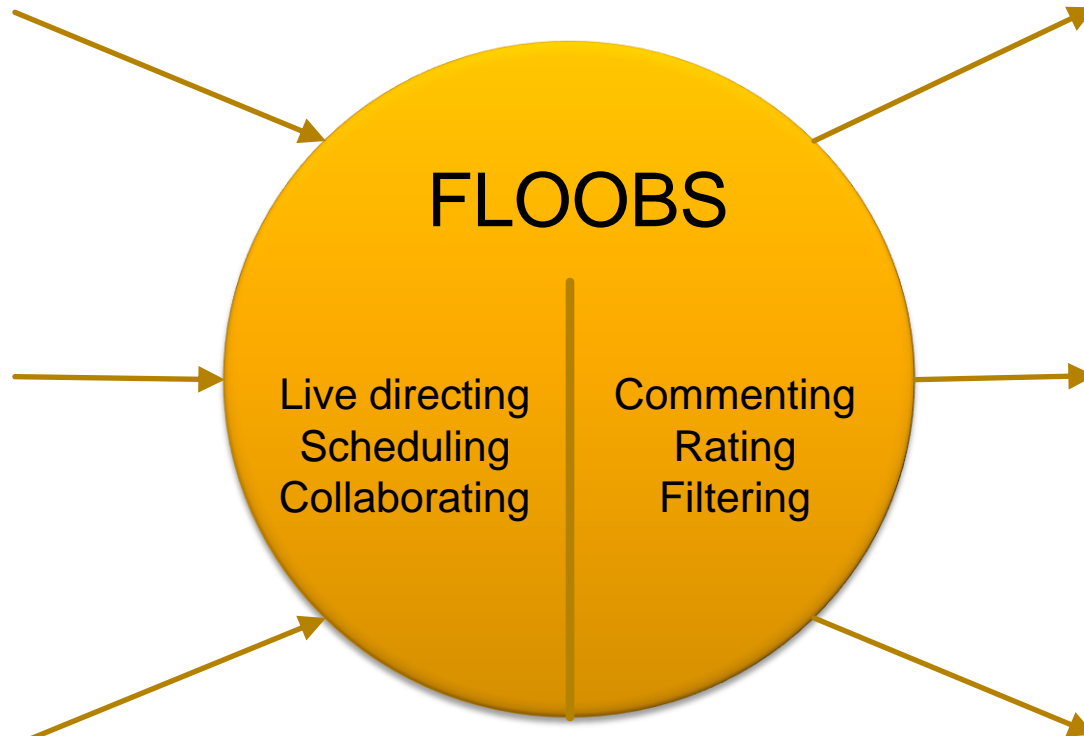 FLOOBS
Live directing
Scheduling
Collaborating
Commenting
Rating
Filtering